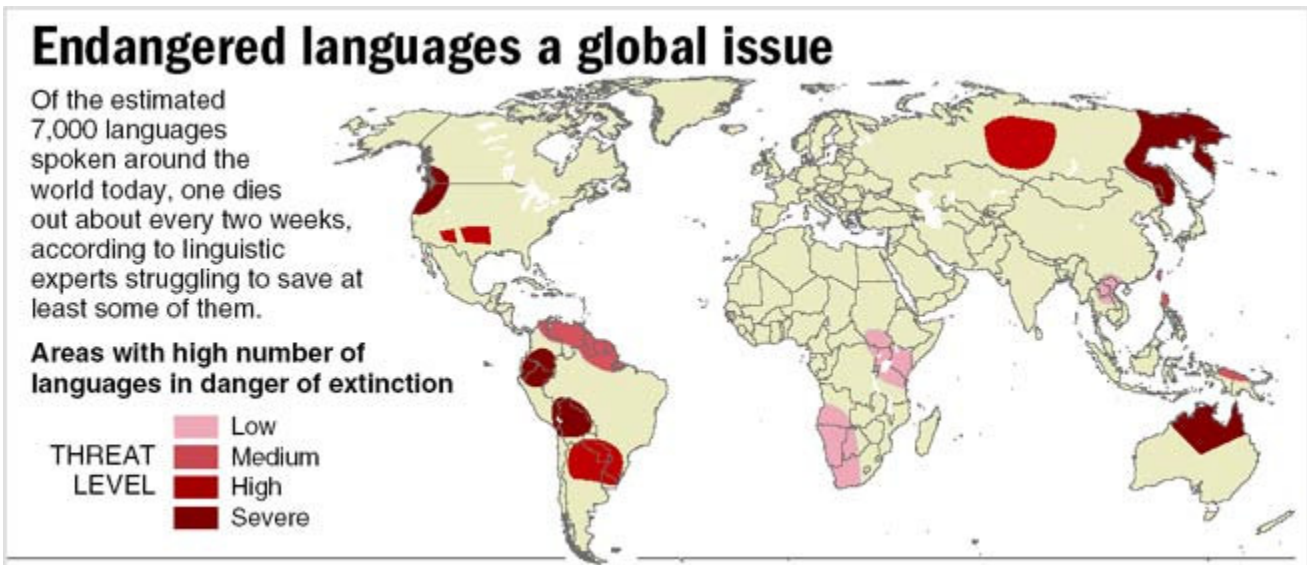 Endangered languages a global issue
Of the estimated
7,000 languages
spoken around the
world today, one dies
out about every two weeks,
according to linguistic
experts struggling to save at
least some of them.
Areas with high number of
languages in danger of extinction
THREAT
LEVEL
Low
Medium
High
Severe